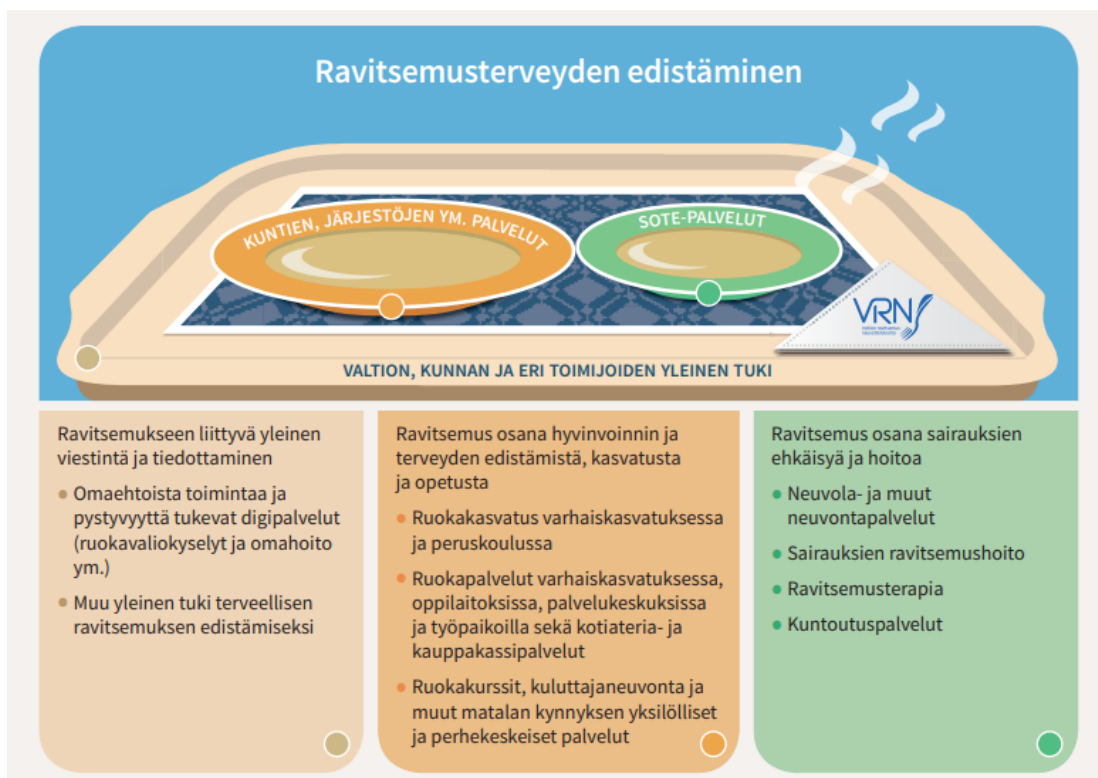 Ravitsemusterveyden edistäminen
KUNTIEN, JÄRJESTÖJEN YM. PALVELUT
SOTE-PALVELUT
VRN
VALTION, KUNNAN JA ERI TOIMIJOIDEN YLEINEN TUKI
Ravitsemukseen liittyvä yleinen
viestintä ja tiedottaminen
• Omaehtoista toimintaa ja
pystyvyyttä tukevat digipalvelut
(ruokavaliokyselyt ja omahoito
ym.)
• Muu yleinen tuki terveellisen
ravitsemuksen edistämiseksi
Ravitsemus osana hyvinvoinnin ja
terveyden edistämistä, kasvatusta
ja opetusta
• Ruokakasvatus varhaiskasvatuksessa
ja peruskoulussa
• Ruokapalvelut varhaiskasvatuksessa,
oppilaitoksissa, palvelukeskuksissa
ja työpaikoilla sekä kotiateria- ja
kauppakassipalvelut
• Ruokakurssit, kuluttajaneuvonta ja
muut matalan kynnyksen yksilölliset
ja perhekeskeiset palvelut
Ravitsemus osana sairauksien
ehkäisyä ja hoitoa
• Neuvola- ja muut
neuvontapalvelut
• Sairauksien ravitsemushoito
• Ravitsemusterapia
• Kuntoutuspalvelut